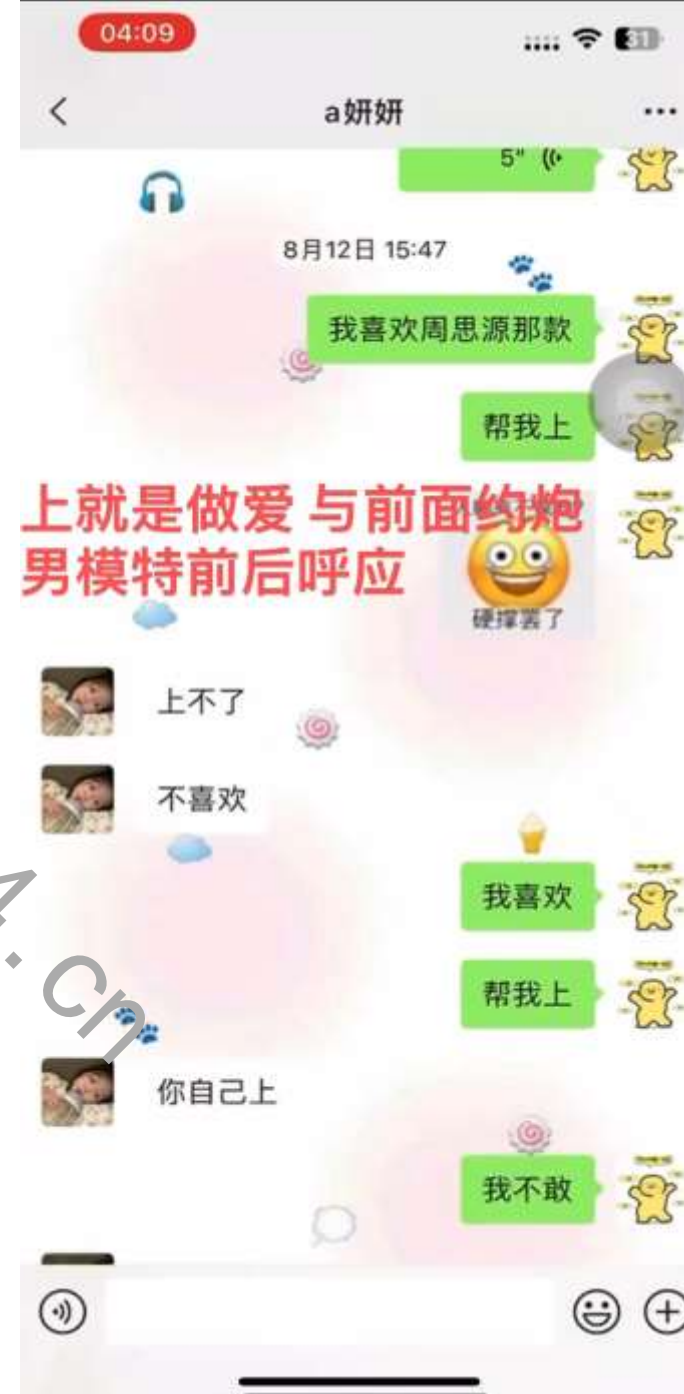 04:09
31
a妍妍
5"
8月12日 15:47
我喜欢周思源那款
帮我上
上就是做爱 与前面约炮
男模特前后呼应
硬撑罢了
上不了
不喜欢
我喜欢
帮我上
你自己上
我不敢
4.cn